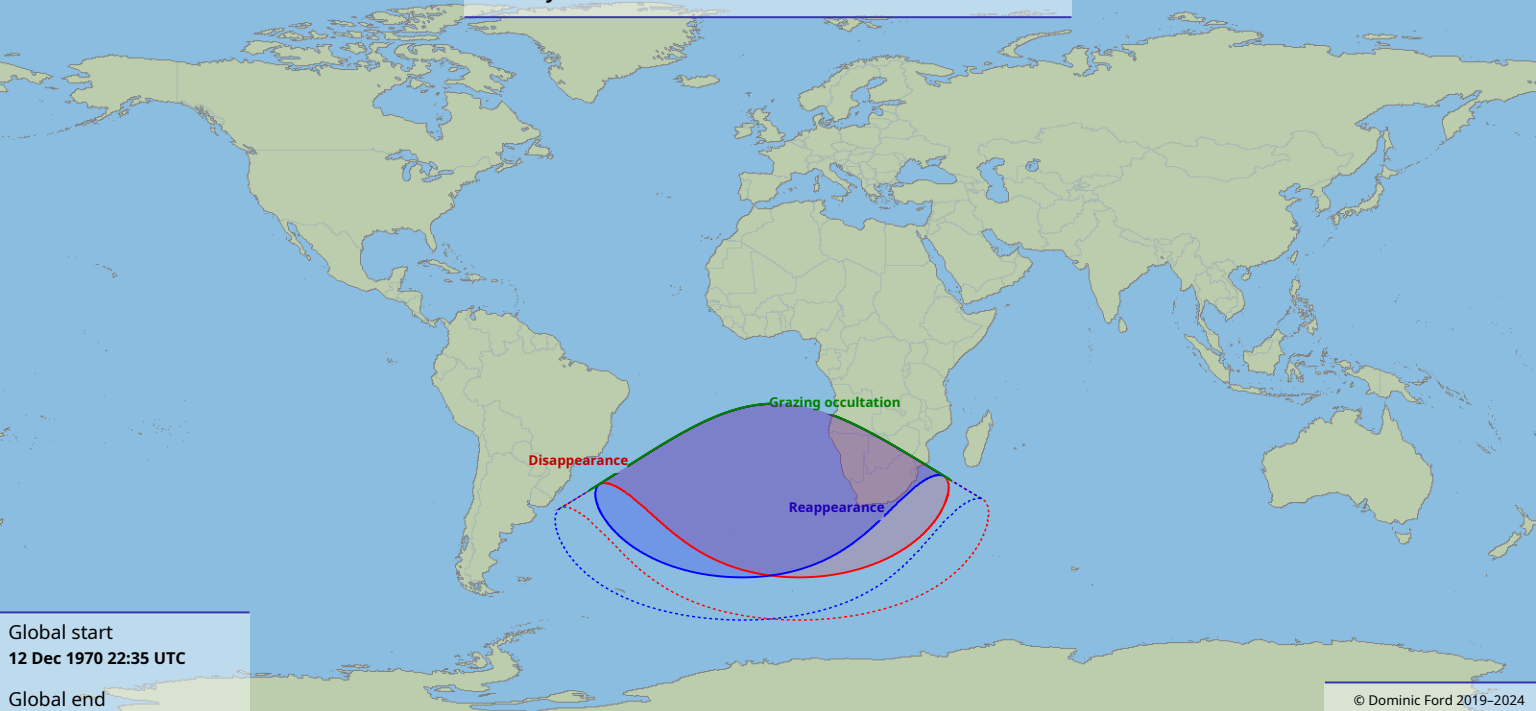 Grazing occultation
Disappearance
Reappearance
Global start
12 Dec 1970 22:35 UTC
Global end
© Dominic Ford 2019–2024